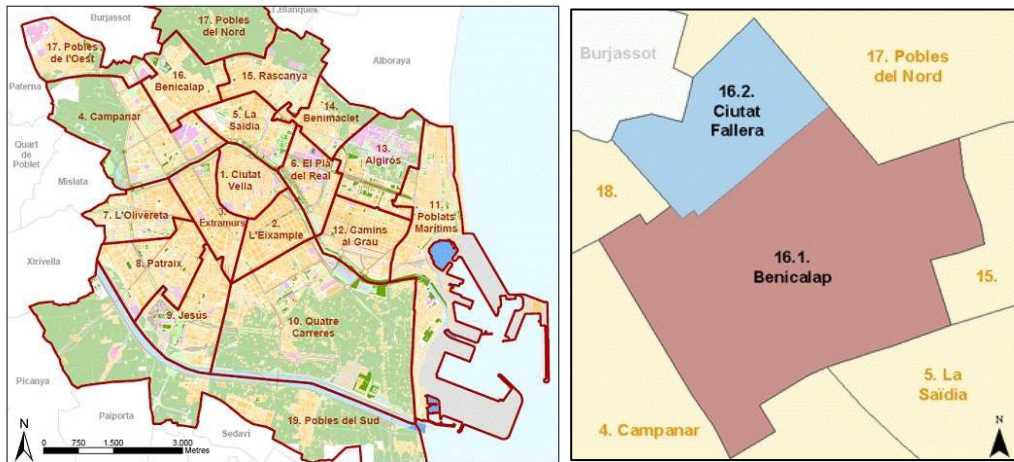 Burjassot
17. Pobles
del Nord
T.Blanques
17. Pobles
de l'Oest
Alboraya
16.
Benicalap
15. Rascanya
Paterna
4. Campanar
5. La
Saïdia
14.
Benimaclet
Quart
de
Poblet
13.
Algirós
6. El Pla
del Real
Mislata
1. Ciutat
Vella
11.
Poblats
Marítims
7. L'Olivereta
3.
Extramurs
2.
L'Eixample
12. Camins
al Grau
Xirivella
8. Patraix
9. Jesús
10. Quatre
Carreres
Picanya
Paiporta
Sedaví
19. Pobles del Sud
N
0 750 1.500 3.000
Metres
Burjassot
17. Pobles
del Nord
16.2.
Ciutat
Fallera
18.
16.1.
Benicalap
15.
5. La
Saïdia
4. Campanar
N